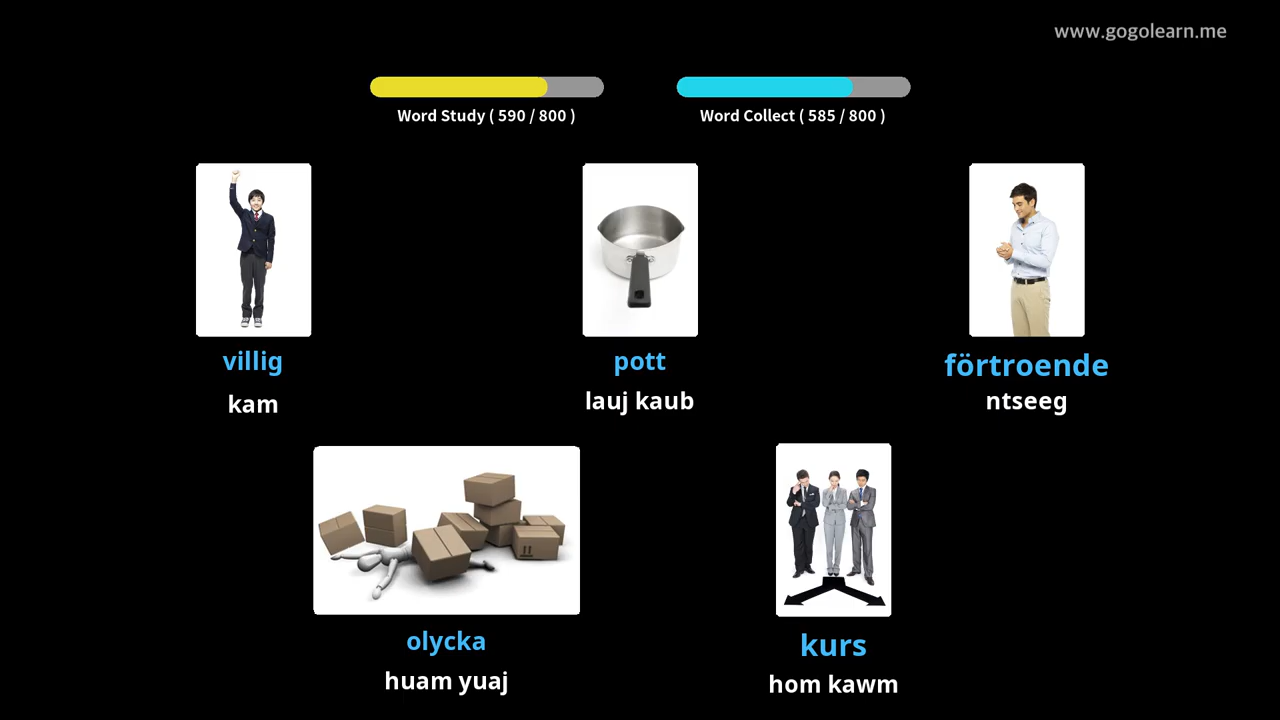 www.gogolearn.me
Word Study ( 590 / 800 )
Word Collect ( 585 / 800 )
villig
kam
pott
lauj kaub
förtroende
ntseeg
olycka
huam yuaj
kurs
hom kawm